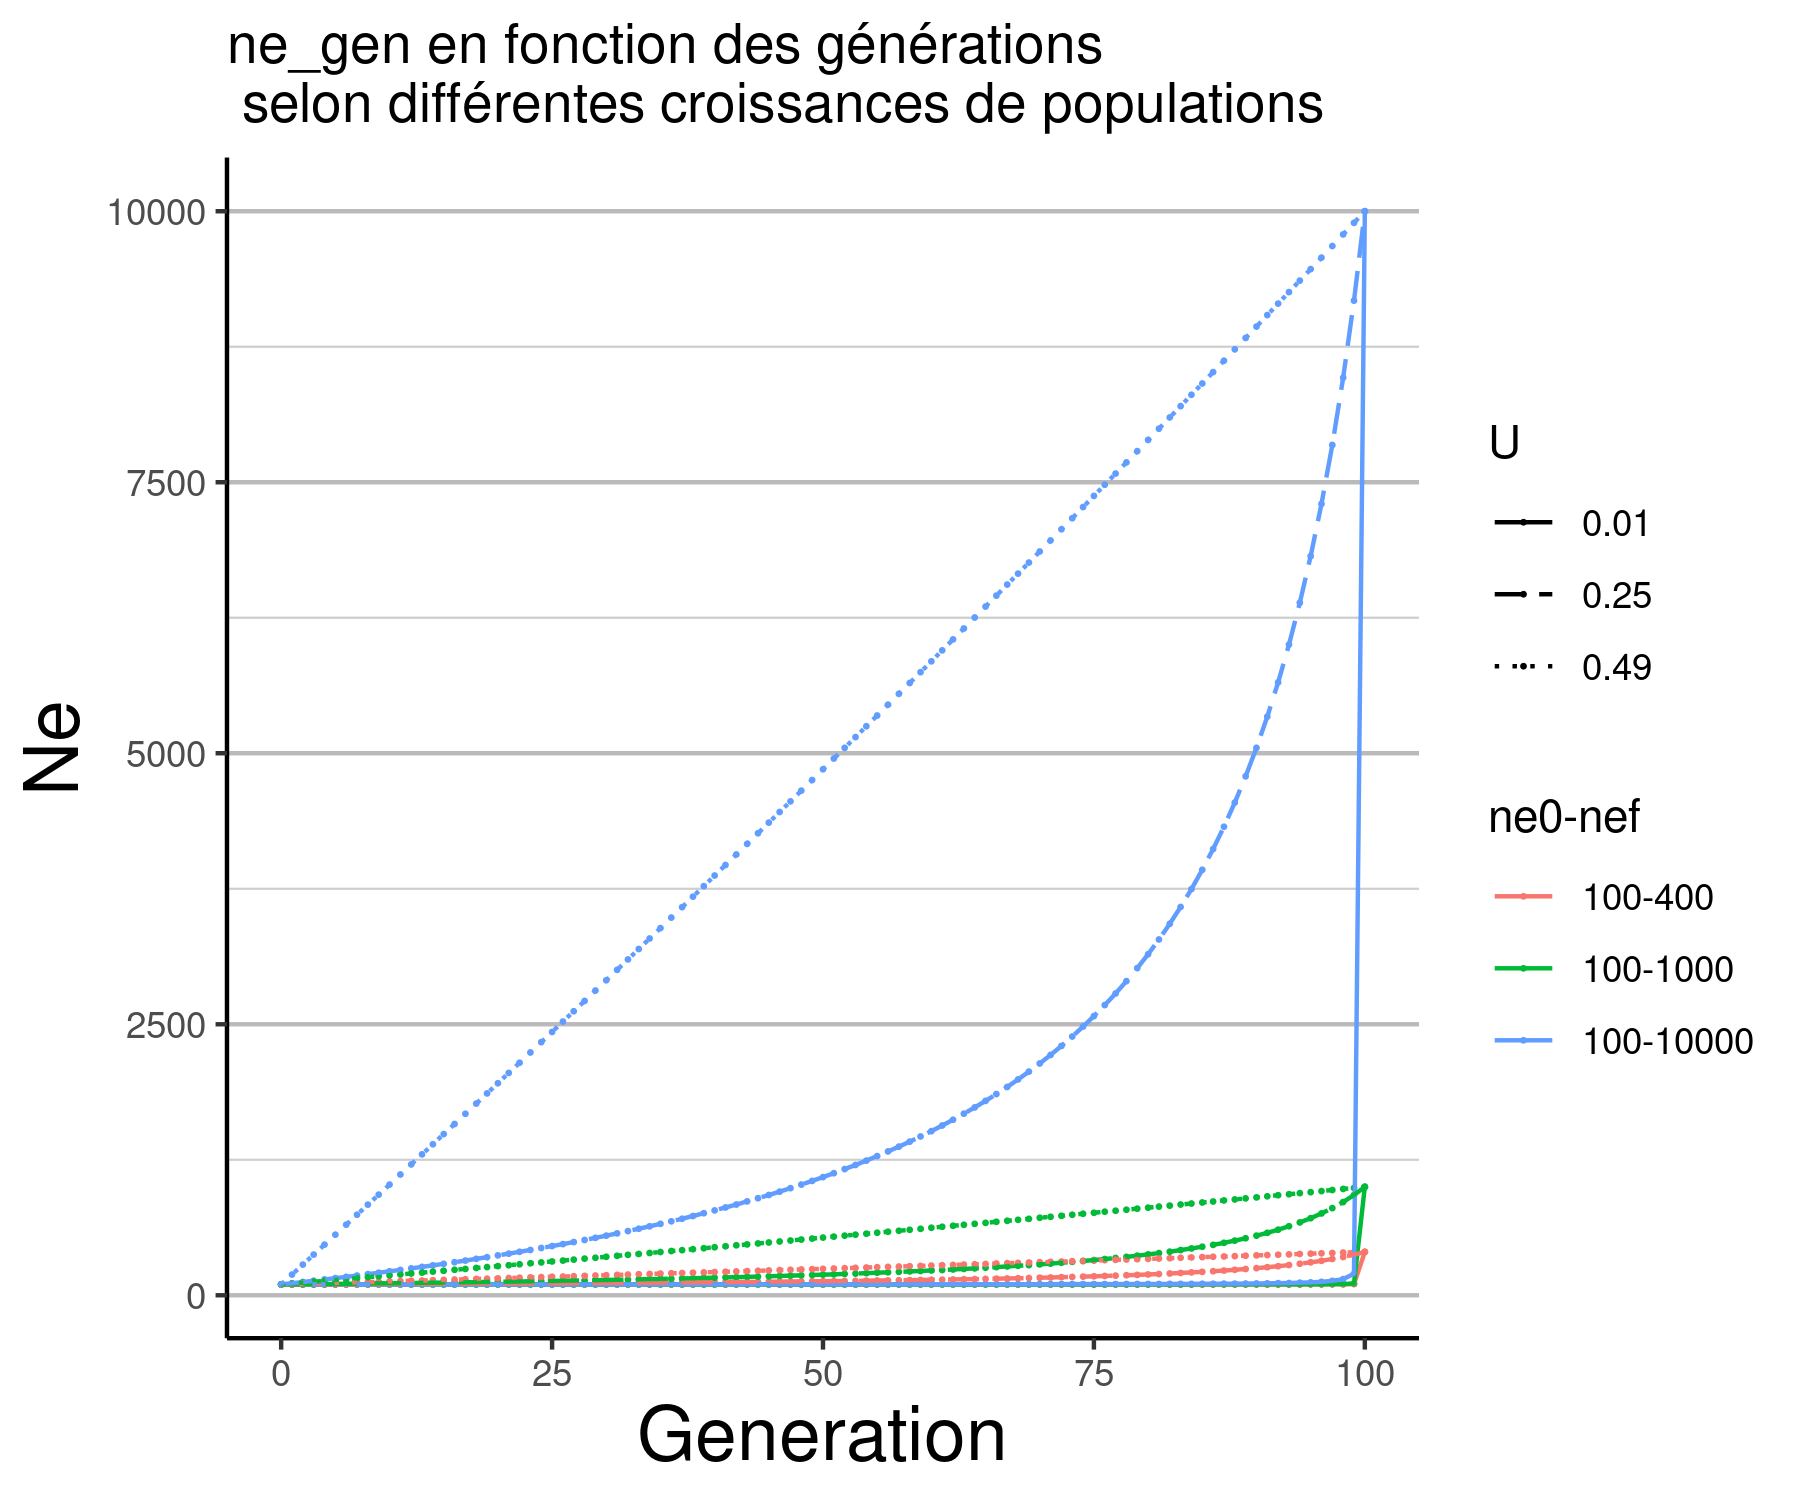 ne_gen en fonction des générations
selon différentes croissances de populations
10000
7500
5000
2500
0
Ne
0 25 50 75 100
Generation
U
0.01
0.25
0.49
ne0-nef
100-400
100-1000
100-10000